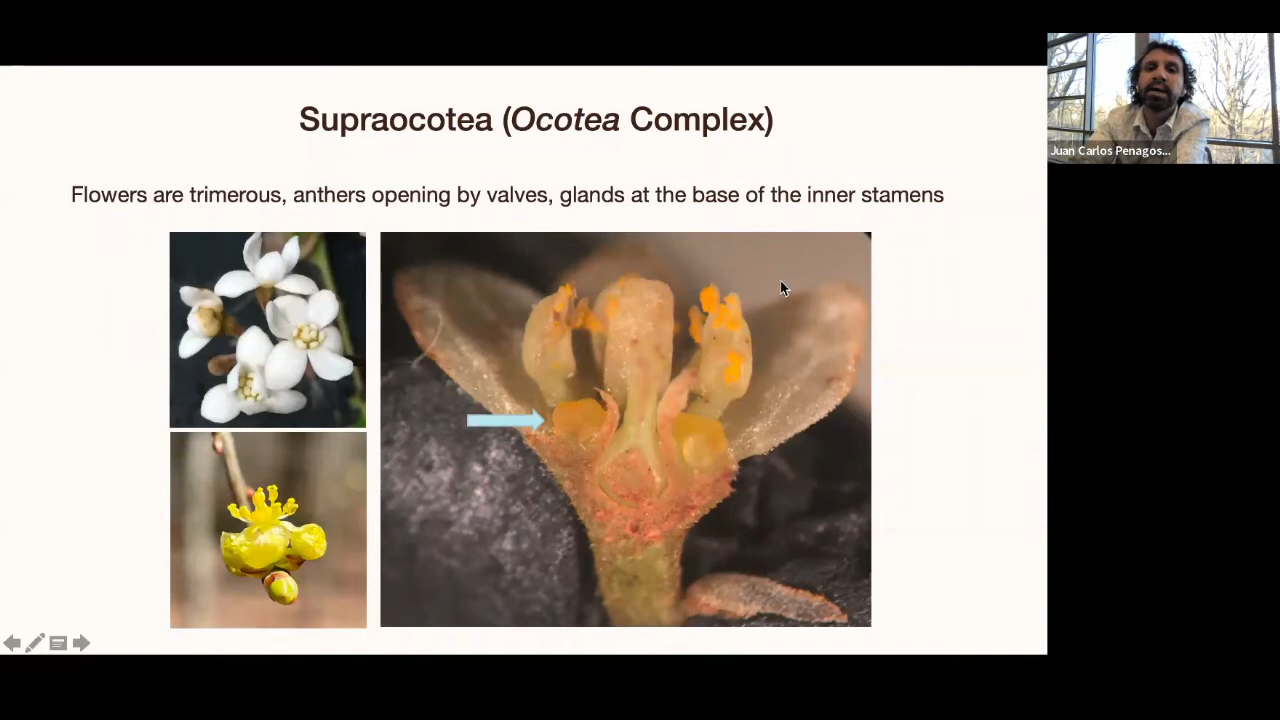 Supraocotea (Ocotea Complex)
Flowers are trimerous, anthers opening by valves, glands at the base of the inner stamens
Juan Carlos Penagos...